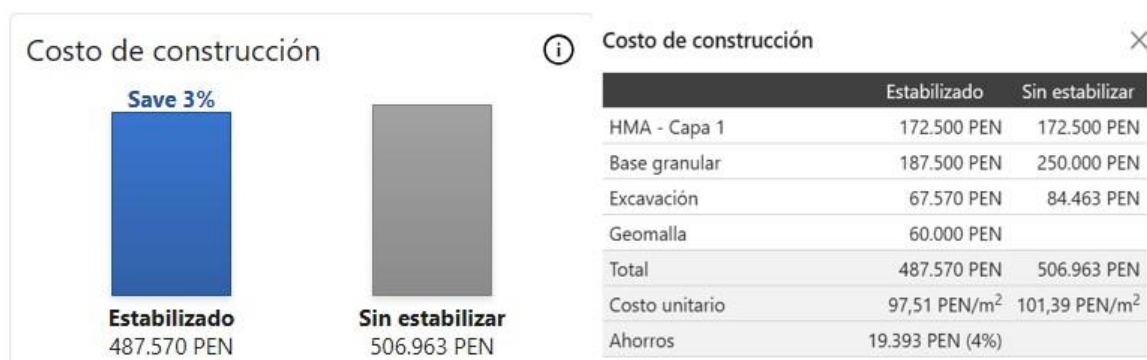 Costo de construcción
Save 3%
Estabilizado
487.570 PEN
Sin estabilizar
506.963 PEN
Costo de construcción
Estabilizado Sin estabilizar
HMA - Capa 1 172.500 PEN 172.500 PEN
Base granular 187.500 PEN 250.000 PEN
Excavación 67.570 PEN 84.463 PEN
Geomalla 60.000 PEN
Total 487.570 PEN 506.963 PEN
Costo unitario 97,51 PEN/m² 101,39 PEN/m²
Ahorros 19.393 PEN (4%)